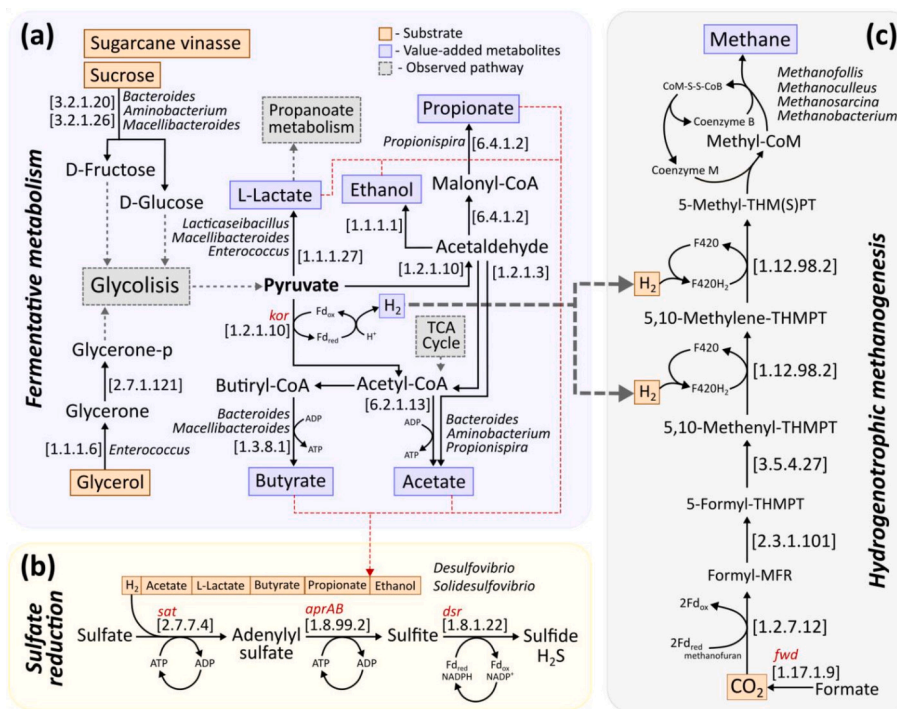 (a)
Fermentative metabolism
Sugarcane vinasse
Sucrose
[3.2.1.20]
[3.2.1.26]
Bacteroides
Aminobacterium
Macellibacteroides
D-Fructose
D-Glucose
Glycolisis
Glycerone-p
[2.7.1.121]
Glycerone
[1.1.1.6]
Enterococcus
Glycerol
- Substrate
- Value-added metabolites
- Observed pathway
Propanoate
metabolism
L-Lactate
Lacticaseibacillus
Macellibacteroides
Enterococcus
[1.1.1.27]
Pyruvate
Propionate
Propionispira
[6.4.1.2]
Malonyl-CoA
[6.4.1.2]
Ethanol
[1.1.1.1]
Acetaldehyde
[1.2.1.10]
[1.2.1.3]
kor
[1.2.1.10]
Fdox
Fdred
H2
H+
TCA
Cycle
Butiryl-CoA
Acetyl-CoA
[6.2.1.13]
Bacteroides
Macellibacteroides
[1.3.8.1]
ADP
ATP
ADP
ATP
Bacteroides
Aminobacterium
Propionispira
Butyrate
Acetate
(b)
Sulfate
reduction
H2
Acetate
L-Lactate
Butyrate
Propionate
Ethanol
Desulfovibrio
Solidesulfovibrio
Sulfate
sat
[2.7.7.4]
ATP
ADP
Adenylyl
sulfate
aprAB
[1.8.99.2]
ATP
ADP
Sulfite
dsr
[1.8.1.22]
Fdred
NADPH
Fdox
NADP+
Sulfide
H2S
(c)
Hydrogenotrophic methanogenesis
Methane
Methanofollis
Methanoculleus
Methanosarcina
Methanobacterium
CoM-S-S-CoB
Coenzyme B
Methyl-CoM
Coenzyme M
5-Methyl-THM(S)PT
H2
F420
F420H2
[1.12.98.2]
5,10-Methylene-THMPT
H2
F420
F420H2
[1.12.98.2]
5,10-Methenyl-THMPT
[3.5.4.27]
5-Formyl-THMPT
[2.3.1.101]
Formyl-MFR
2Fdox
2Fdred
methanofuran
[1.2.7.12]
fwd
[1.17.1.9]
CO2
Formate